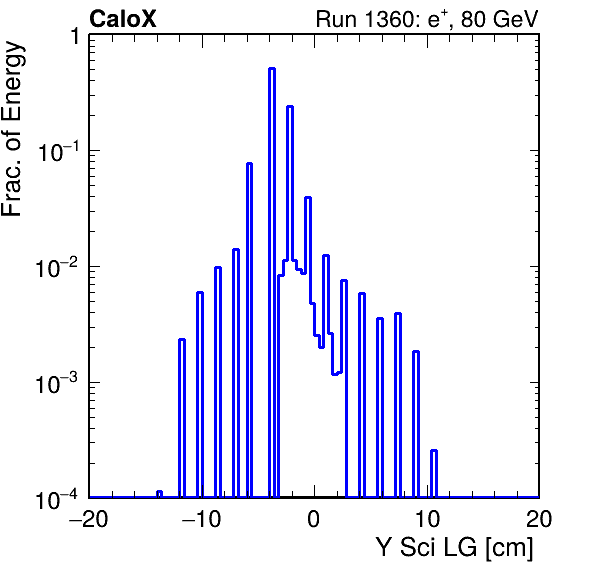 CaloX Run 1360: e⁺, 80 GeV
Frac. of Energy
1
10⁻¹
10⁻²
10⁻³
10⁻⁴
−20 −10 0 10 20
Y Sci LG [cm]